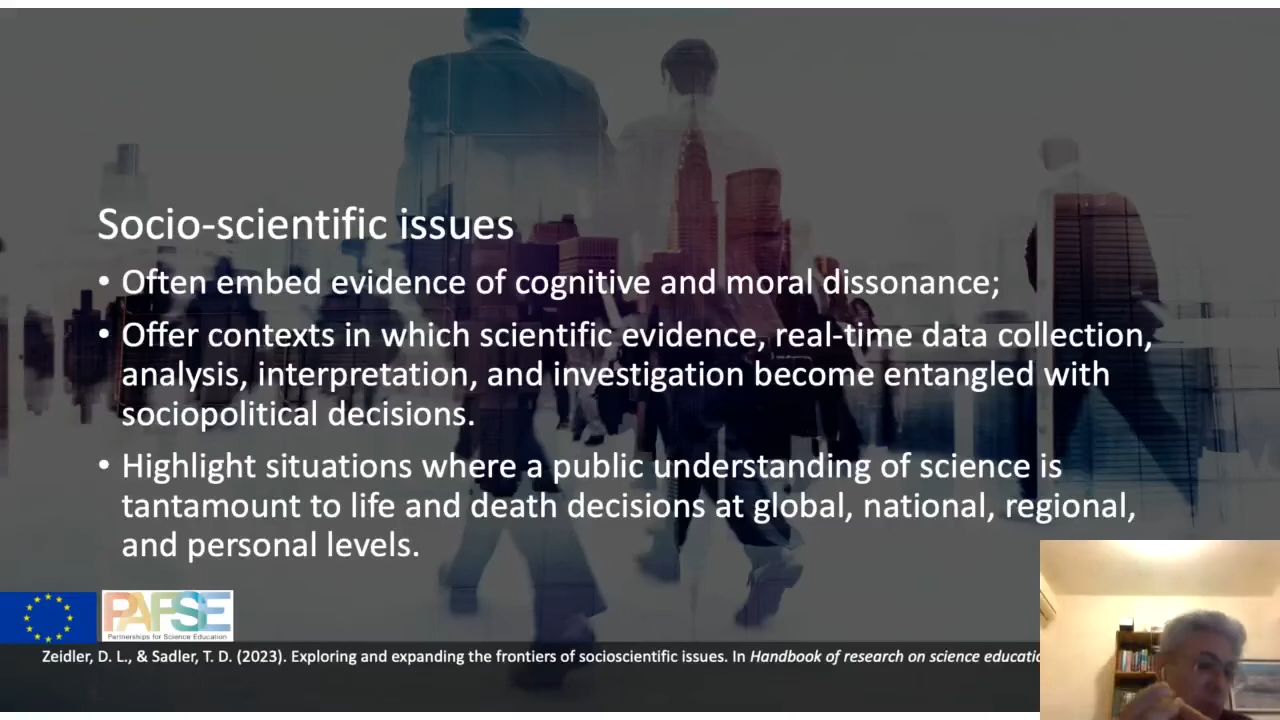 Socio-scientific issues
• Often embed evidence of cognitive and moral dissonance;
• Offer contexts in which scientific evidence, real-time data collection,
analysis, interpretation, and investigation become entangled with
sociopolitical decisions.
• Highlight situations where a public understanding of science is
tantamount to life and death decisions at global, national, regional,
and personal levels.
PAFSE
Partnerships for Science Education
Zeidler, D. L., & Sadler, T. D. (2023). Exploring and expanding the frontiers of socioscientific issues. In Handbook of research on science